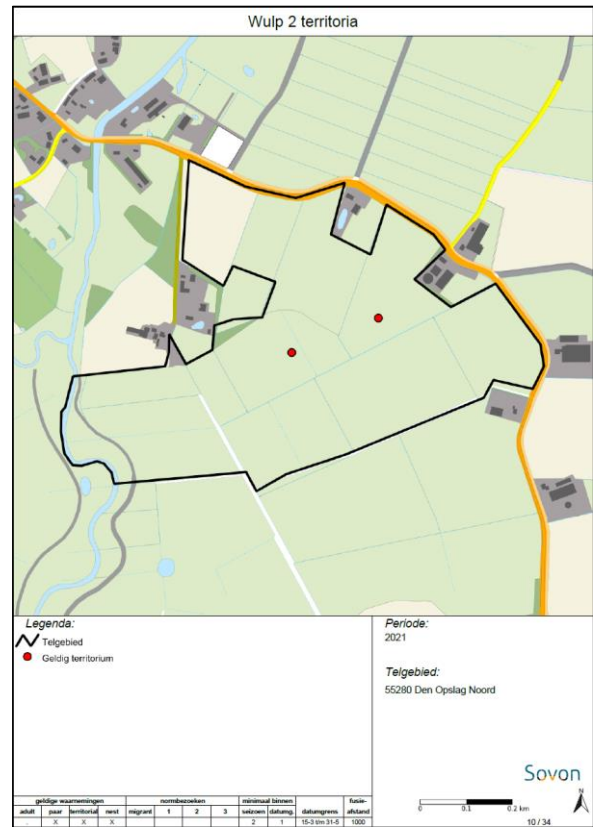 Wulp 2 territoria
Legenda:
Telgebied
Geldig territorium
Periode:
2021
Telgebied:
55280 Den Opslag Noord
Sovon
geldige waarnemingen normbezoeken minimaal binnen fusie-
adult paar territoriaal nest migrant 1 2 3 seizoen datumg. datumgrens afstand
. X X X 2 1 15-3 t/m 31-5 1000
0 0.1 0.2 km
N
10 / 34